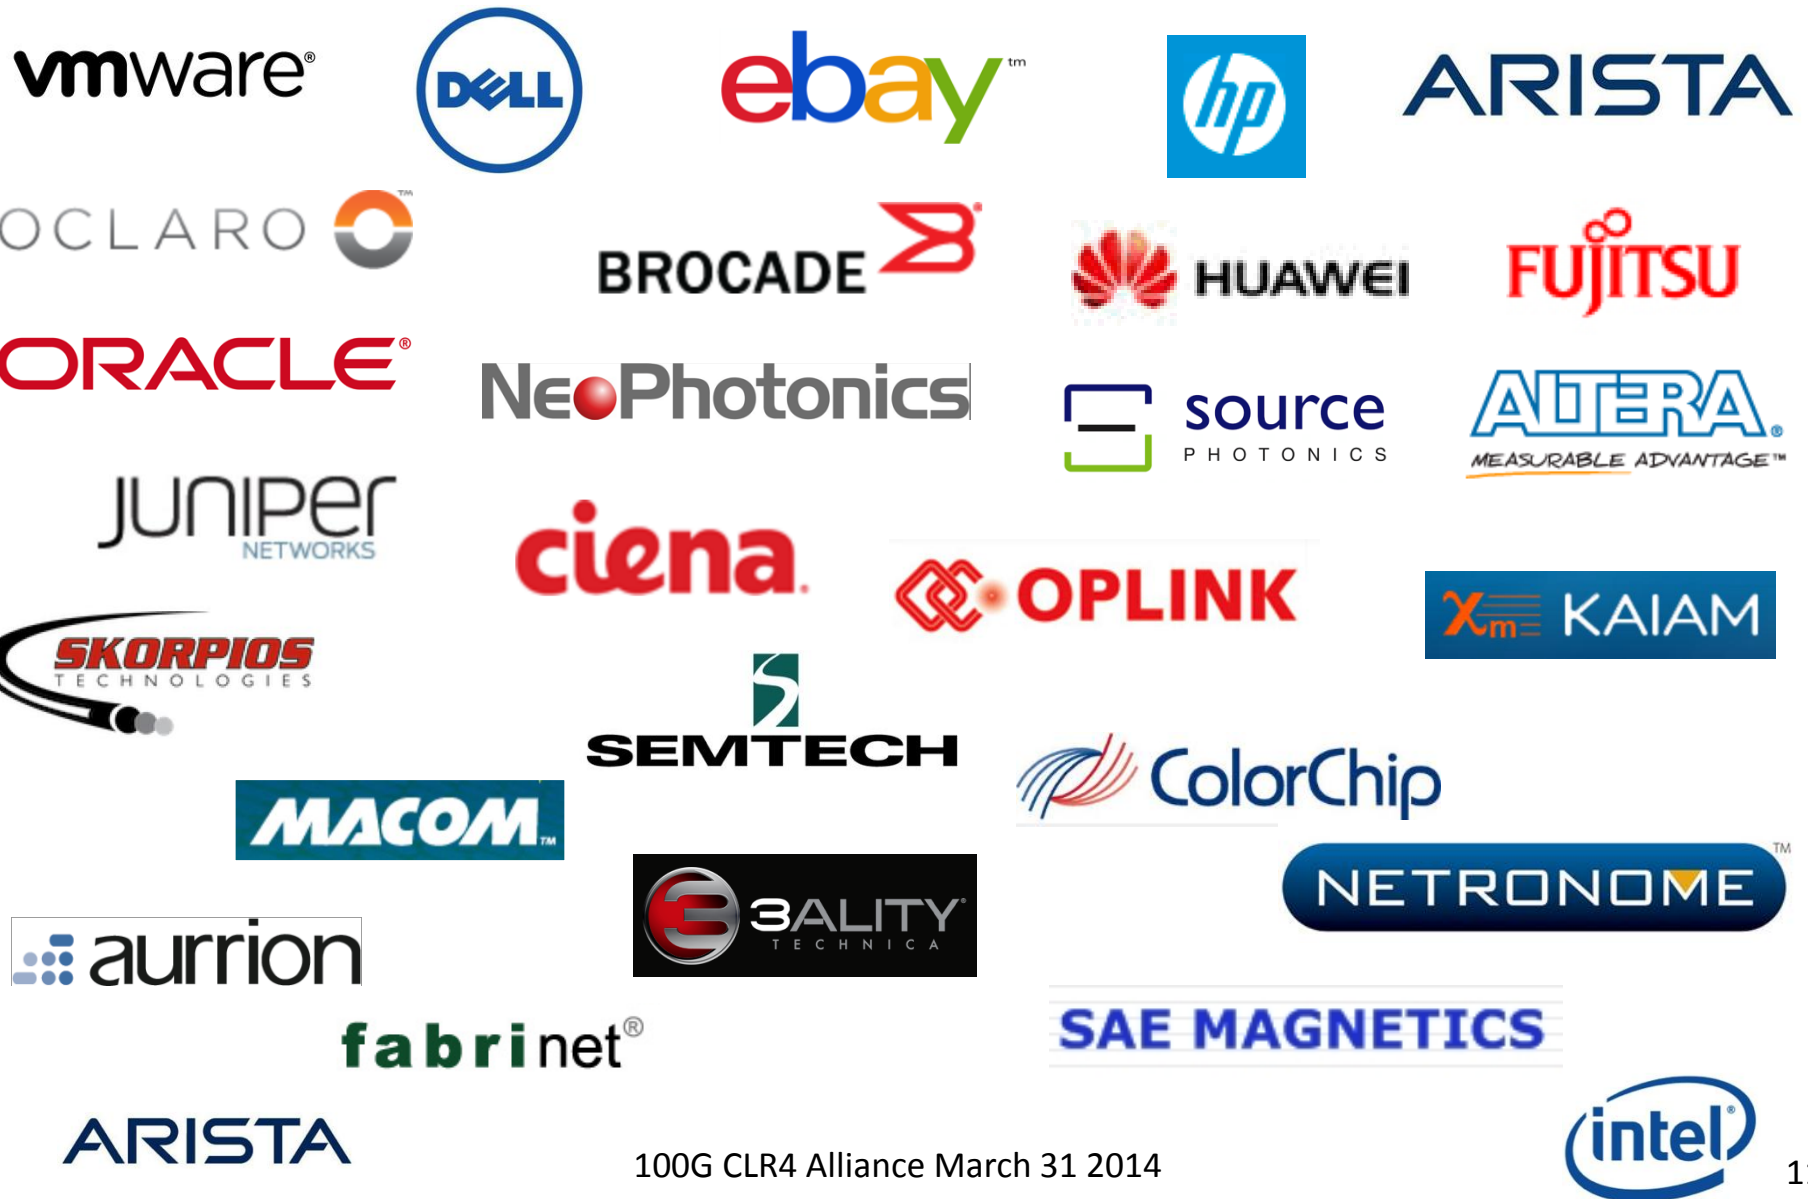 vmware®
DELL
ebay™
hp
ARISTA
OCLARO™
BROCADE
HUAWEI
FUJITSU
ORACLE®
NeoPhotonics
source
PHOTONICS
ALTERA®
MEASURABLE ADVANTAGE™
JUNIPER
NETWORKS
ciena
OPLINK
Xm KAIAM
SKORPIOS
TECHNOLOGIES
SEMTECH
ColorChip
MACOM™
NETRONOME™
3ALITY
TECHNICA
aurrion
fabrinet®
SAE MAGNETICS
ARISTA
100G CLR4 Alliance March 31 2014
intel®